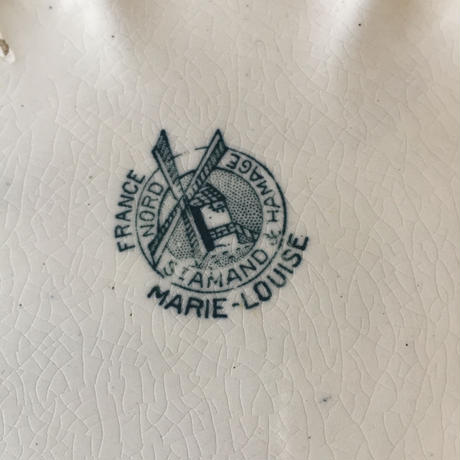 FRANCE
NORD
ST AMAND & HAMAGE
MARIE-LOUISE